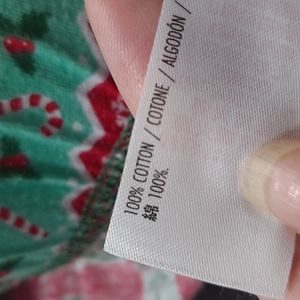 100% COTTON / COTONE / ALGODÓN /
綿 100%.